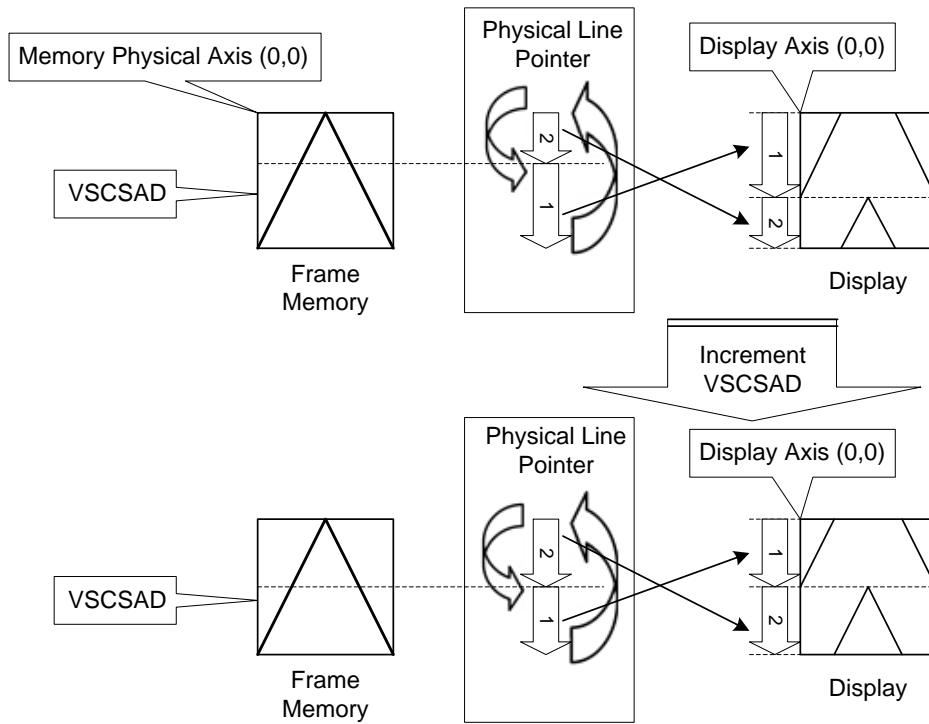 Memory Physical Axis (0,0)
Physical Line
Pointer
Display Axis (0,0)
VSCSAD
2
1
1
2
Frame
Memory
Display
Increment
VSCSAD
Physical Line
Pointer
Display Axis (0,0)
VSCSAD
2
1
1
2
Frame
Memory
Display